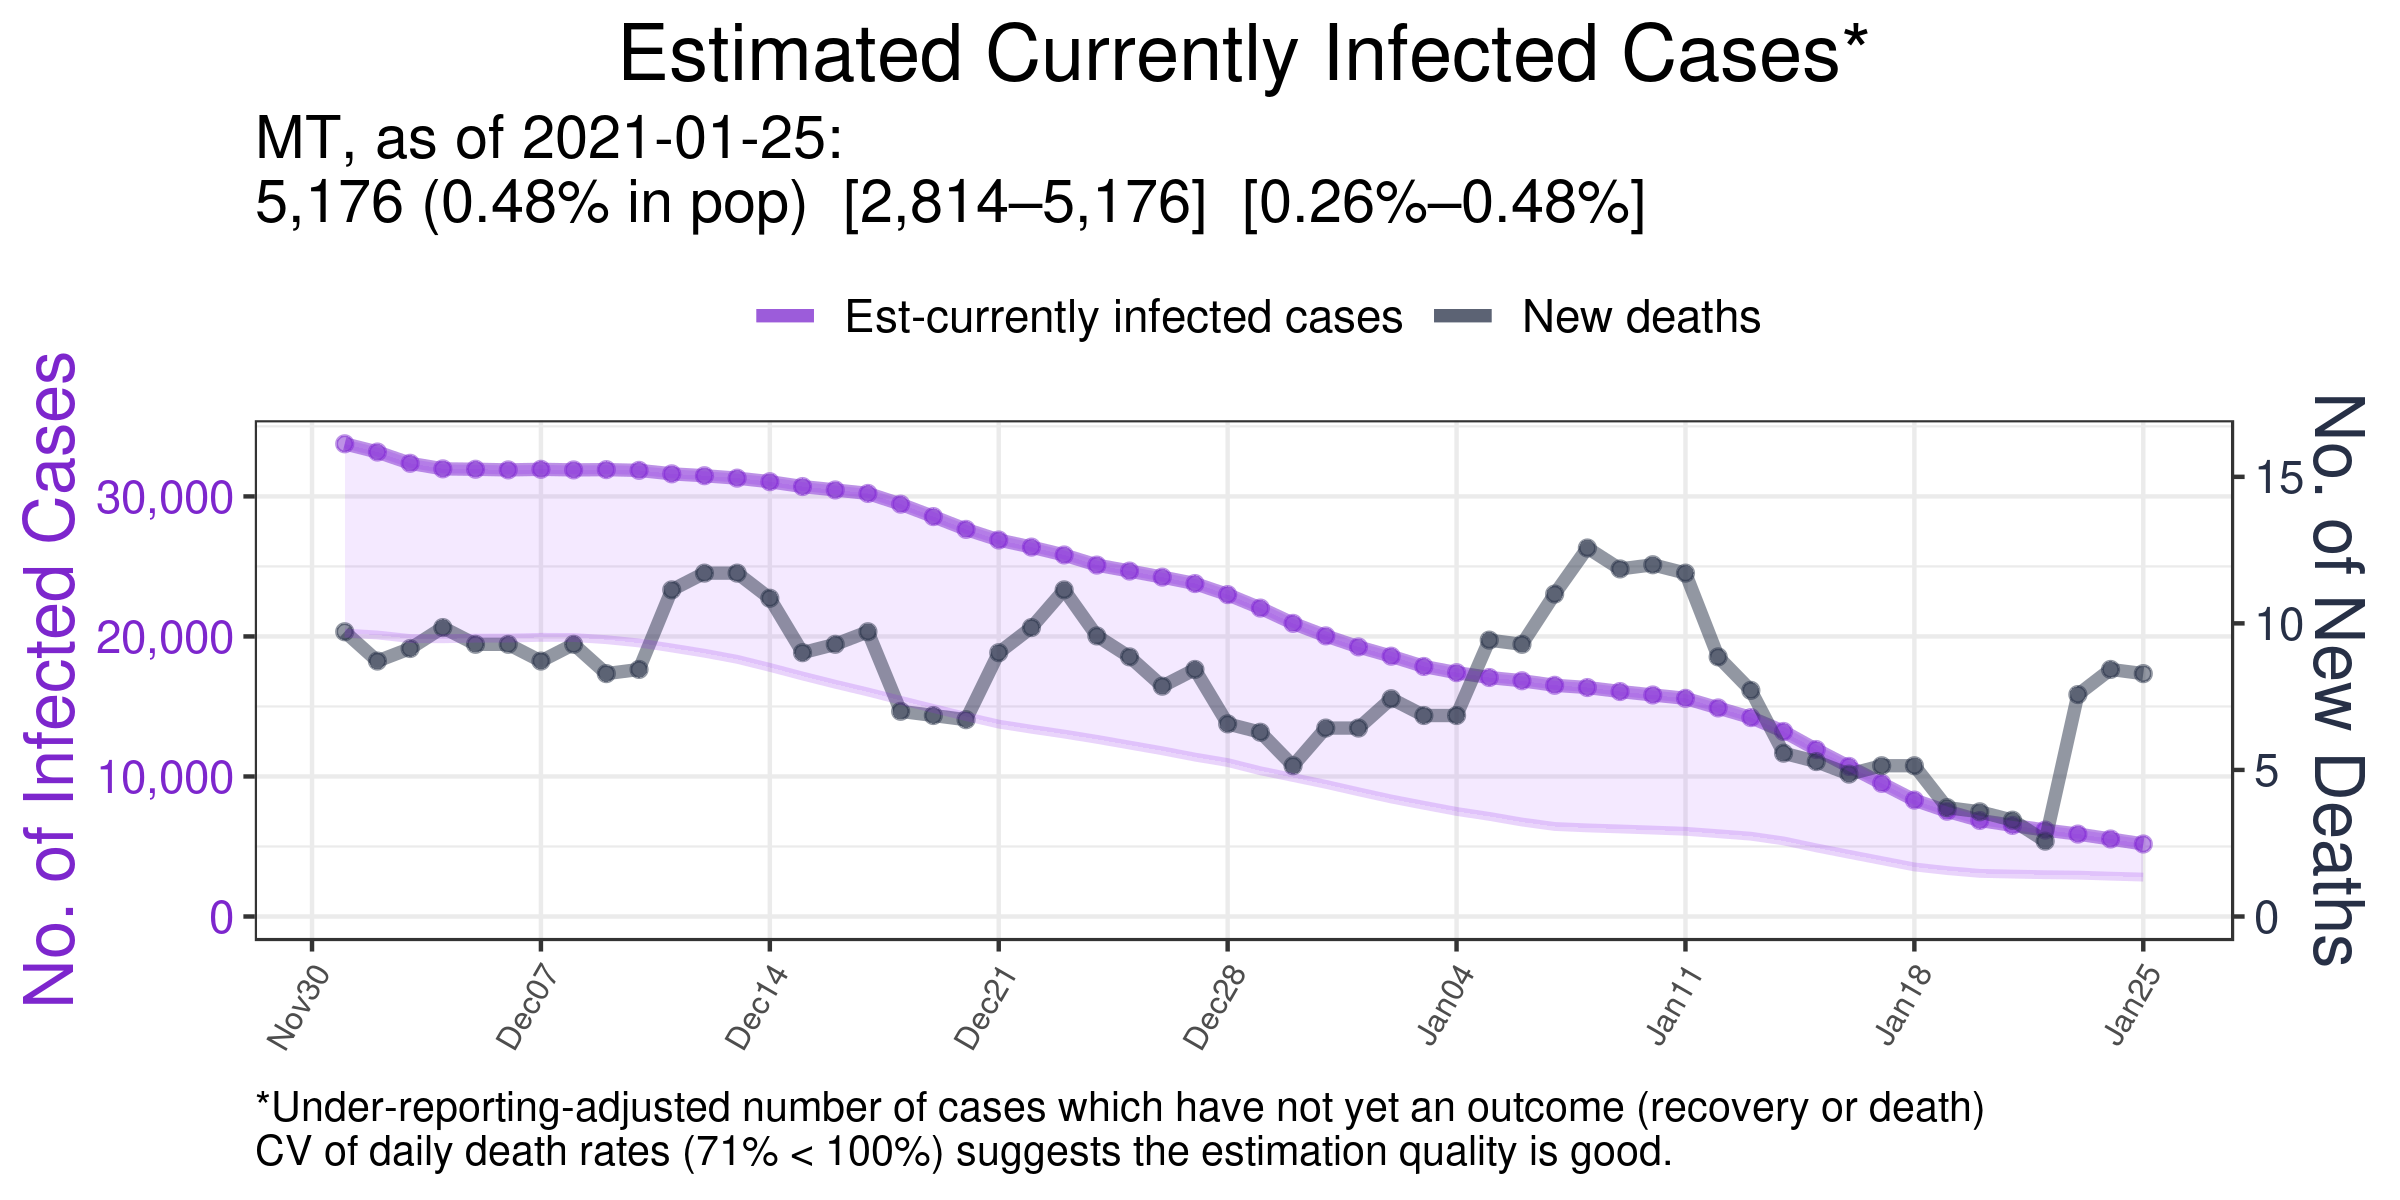 Estimated Currently Infected Cases*
MT, as of 2021-01-25:
5,176 (0.48% in pop)  [2,814–5,176]  [0.26%–0.48%]
Est-currently infected cases
New deaths
No. of Infected Cases
30,000
20,000
10,000
0
15
10
5
0
No. of New Deaths
Nov30
Dec07
Dec14
Dec21
Dec28
Jan04
Jan11
Jan18
Jan25
*Under-reporting-adjusted number of cases which have not yet an outcome (recovery or death)
CV of daily death rates (71% < 100%) suggests the estimation quality is good.